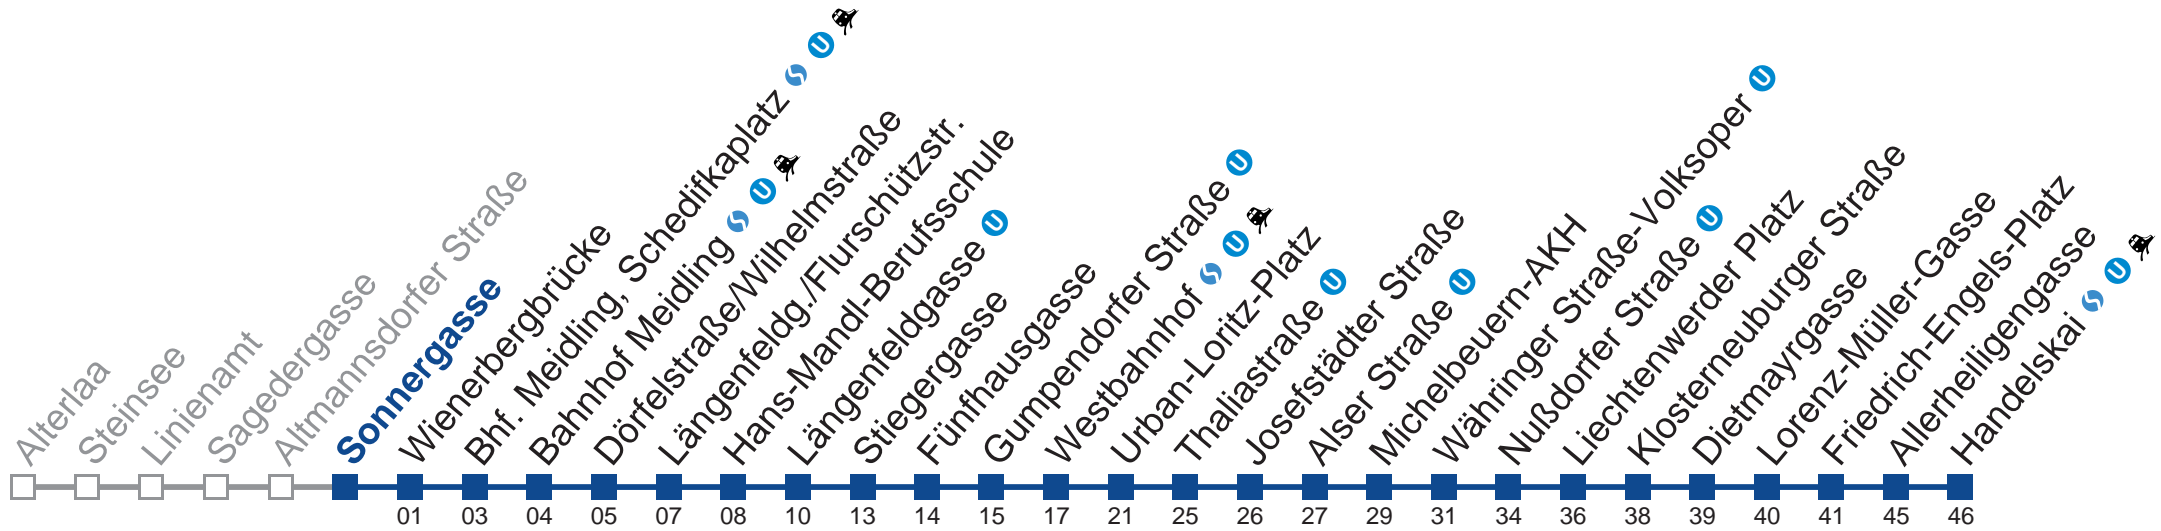 Alterlaa
Steinsee
Linienamt
Sagedergasse
Altmannsdorfer Straße
Sonnergasse
Wienerbergbrücke
Bhf. Meidling, Schedifkaplatz S U
Bahnhof Meidling S U
Dörfelstraße/Wilhelmstraße
Längenfeldg./Flurschützstr.
Hans-Mandl-Berufsschule
Längenfeldgasse U
Stiegergasse
Fünfhausgasse
Gumpendorfer Straße U
Westbahnhof S U
Urban-Loritz-Platz
Thaliastraße U
Josefstädter Straße
Alser Straße U
Michelbeuern-AKH
Währinger Straße-Volksoper U
Nußdorfer Straße U
Liechtenwerder Platz
Klosterneuburger Straße
Dietmayrgasse
Lorenz-Müller-Gasse
Friedrich-Engels-Platz
Allerheiligengasse
Handelskai S U
01 03 04 05 07 08 10 13 14 15 17 21 25 26 27 29 31 34 36 38 39 40 41 45 46